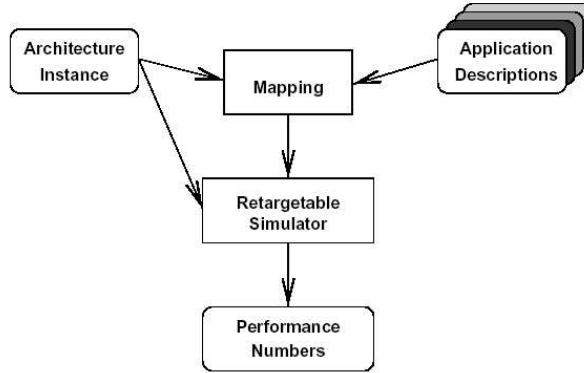 Architecture
Instance
Mapping
Application
Descriptions
Retargetable
Simulator
Performance
Numbers